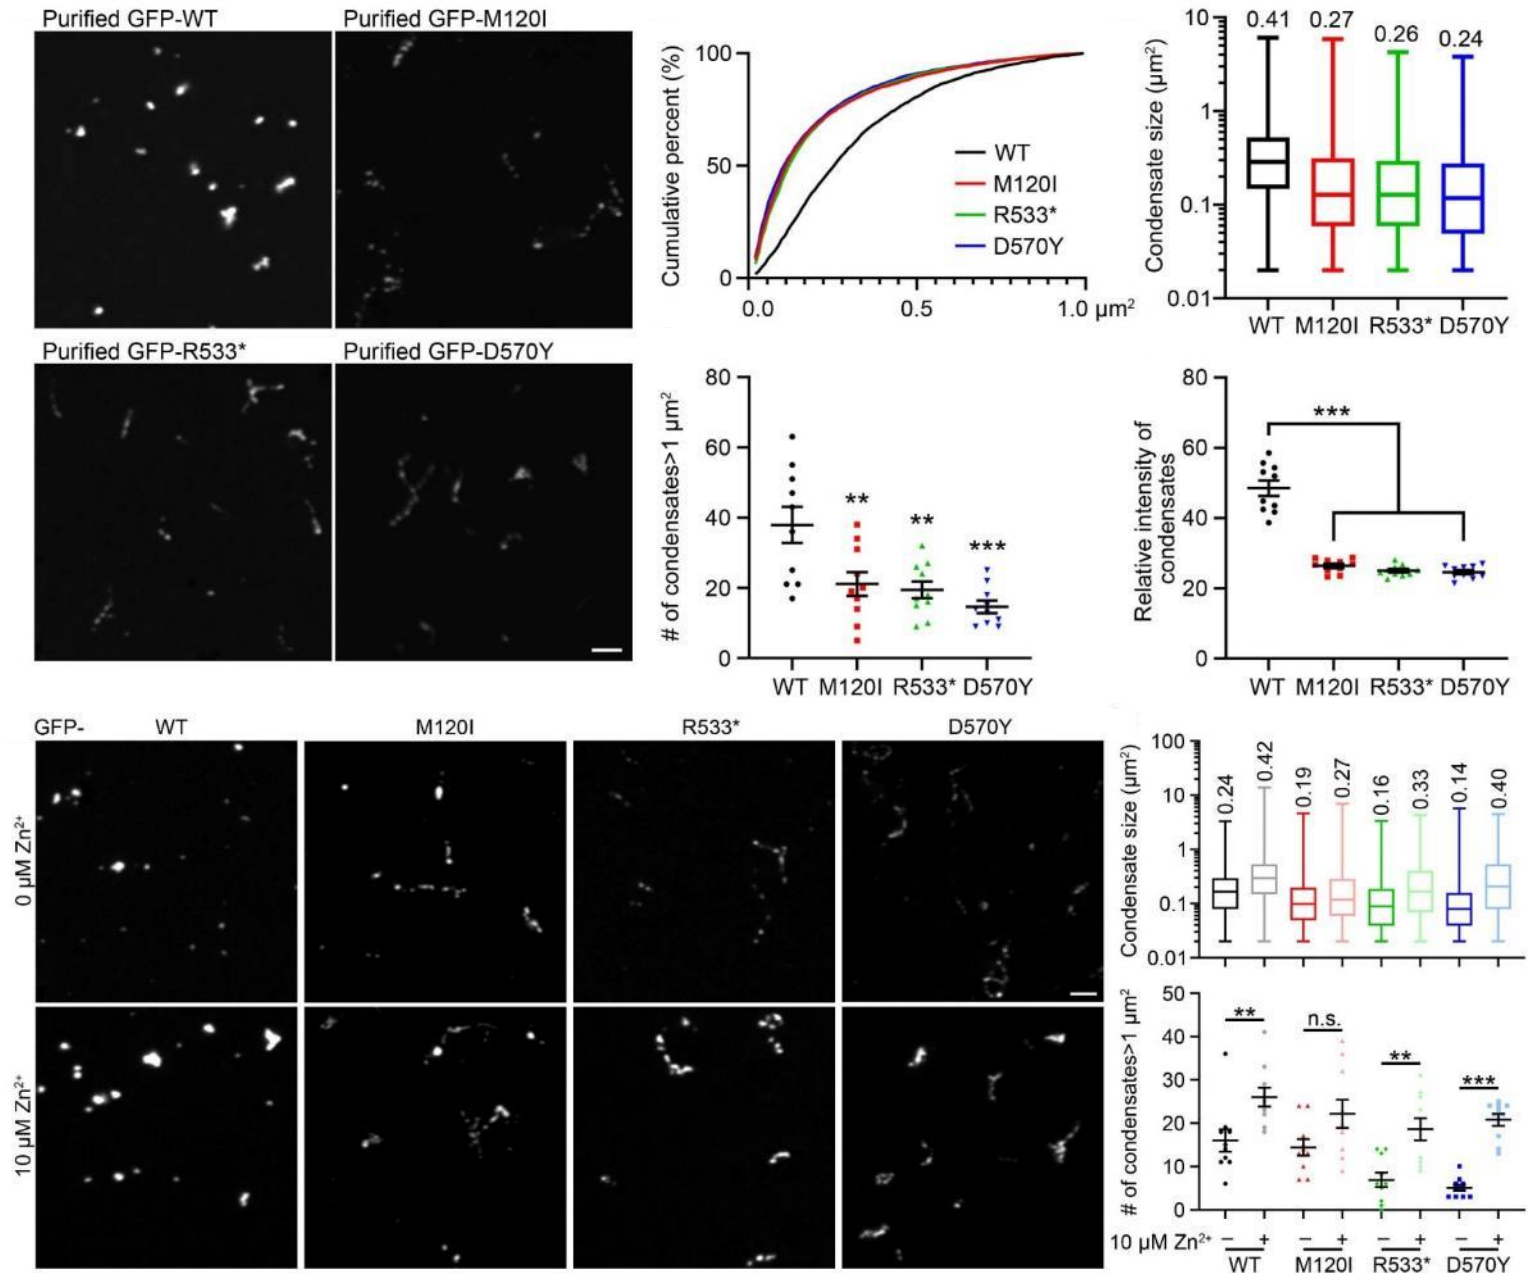 Purified GFP-WT
Purified GFP-M120I
Purified GFP-R533*
Purified GFP-D570Y
Cumulative percent (%)
100
50
0
0.0
0.5
1.0 µm²
WT
M120I
R533*
D570Y
Condensate size (µm²)
10
1
0.1
0.01
0.41
0.27
0.26
0.24
WT M120I R533* D570Y
# of condensates>1 µm²
80
60
40
20
0
**
**
***
WT M120I R533* D570Y
Relative intensity of
condensates
80
60
40
20
0
***
WT M120I R533* D570Y
GFP- WT M120I R533* D570Y
0 µM Zn²⁺
10 µM Zn²⁺
Condensate size (µm²)
100
10
1
0.1
0.01
0.24
0.42
0.19
0.27
0.16
0.33
0.14
0.40
# of condensates>1 µm²
50
40
30
20
10
0
**
n.s.
**
***
10 µM Zn²⁺ − + − + − + − +
WT M120I R533* D570Y